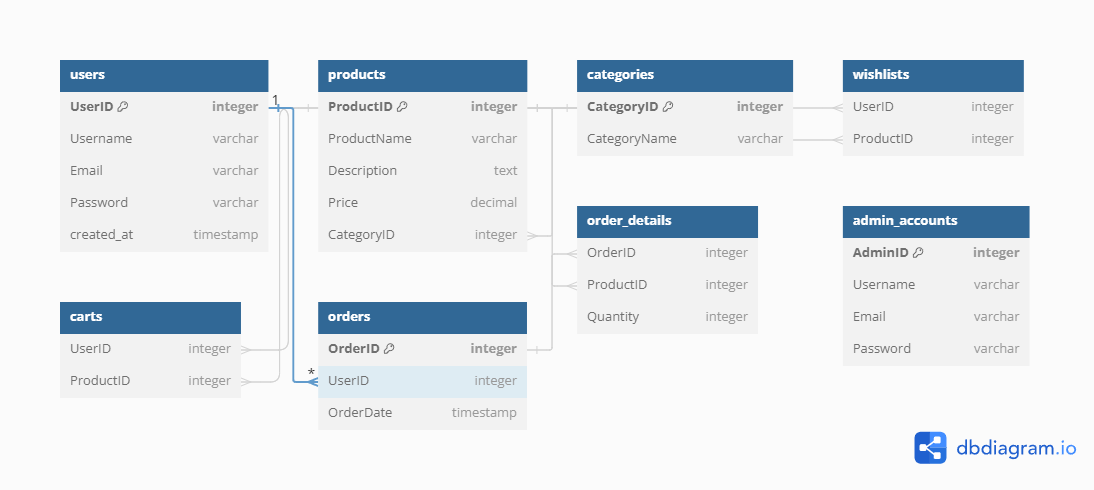 users
UserID integer
Username varchar
Email varchar
Password varchar
created_at timestamp
1
products
ProductID integer
ProductName varchar
Description text
Price decimal
CategoryID integer
categories
CategoryID integer
CategoryName varchar
wishlists
UserID integer
ProductID integer
order_details
OrderID integer
ProductID integer
Quantity integer
admin_accounts
AdminID integer
Username varchar
Email varchar
Password varchar
carts
UserID integer
ProductID integer
*
orders
OrderID integer
UserID integer
OrderDate timestamp
dbdiagram.io